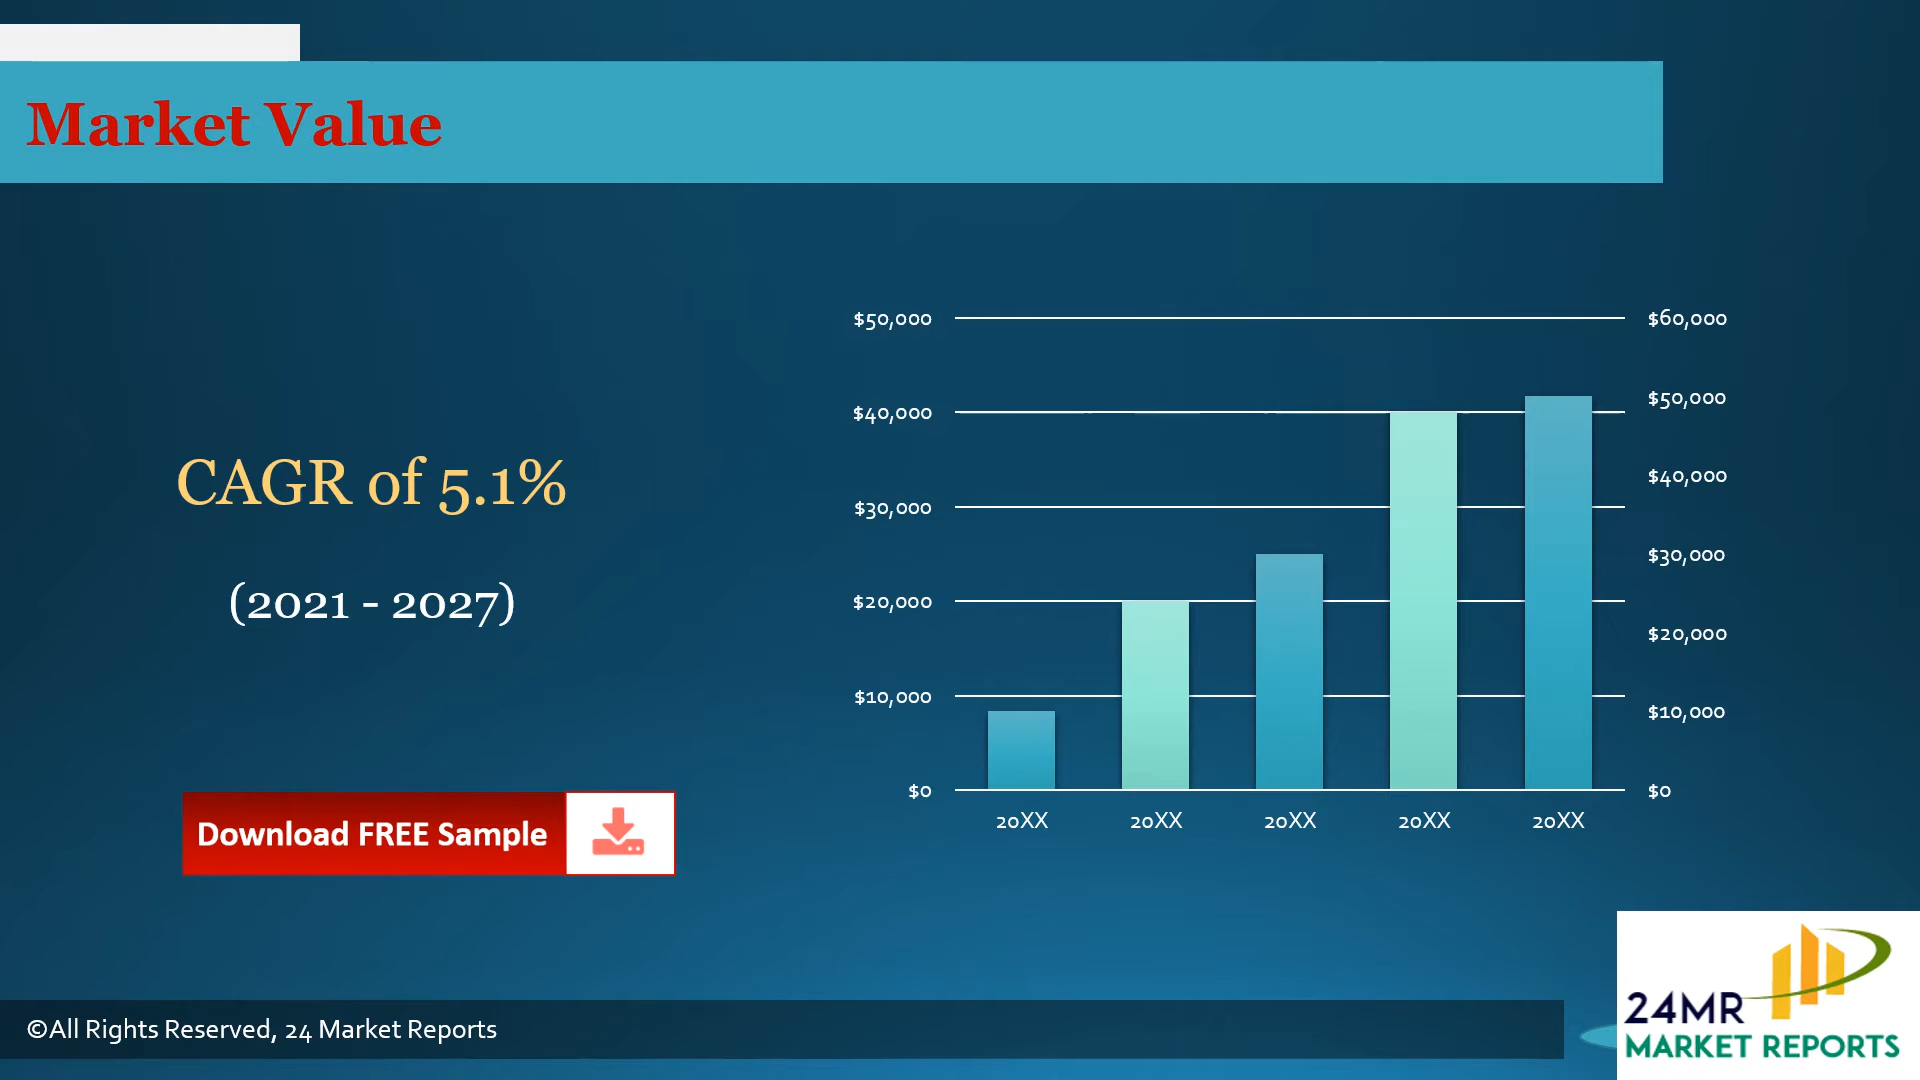 Market Value
CAGR of 5.1%
(2021 - 2027)
Download FREE Sample
$50,000
$40,000
$30,000
$20,000
$10,000
$0
$60,000
$50,000
$40,000
$30,000
$20,000
$10,000
$0
20XX 20XX 20XX 20XX 20XX
©All Rights Reserved, 24 Market Reports
24MR
MARKET REPORTS